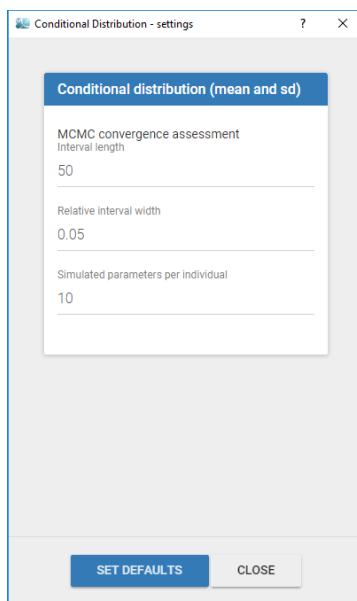 Conditional Distribution - settings ? ×
Conditional distribution (mean and sd)
MCMC convergence assessment
Interval length
50
Relative interval width
0.05
Simulated parameters per individual
10
SET DEFAULTS CLOSE